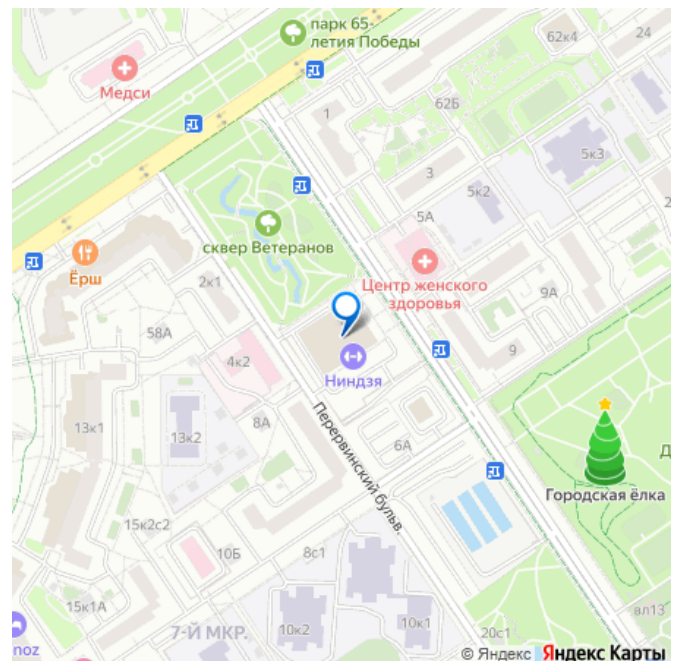 парк 65-
летия Победы
62к4
24
Медси
62Б
1
5к3
3
5к2
5А
сквер Ветеранов
Ёрш
Центр женского
здоровья
2к1
9А
58А
9
4к2
Ниндзя
8А
13к1
13к2
6А
Перервинский бульв.
Городская ёлка
15к2с2
10Б
8с1
15к1А
7-Й МКР.
10к2
10к1
вл13
20с1
noz
© Яндекс Яндекс Карты